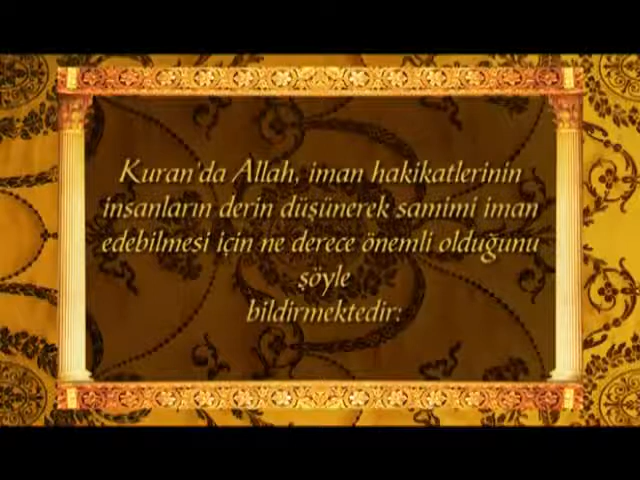 Kuran'da Allah, iman hakikatlerinin
insanların derin düşünerek samimi iman
edebilmesi için ne derece önemli olduğunu
şöyle
bildirmektedir: